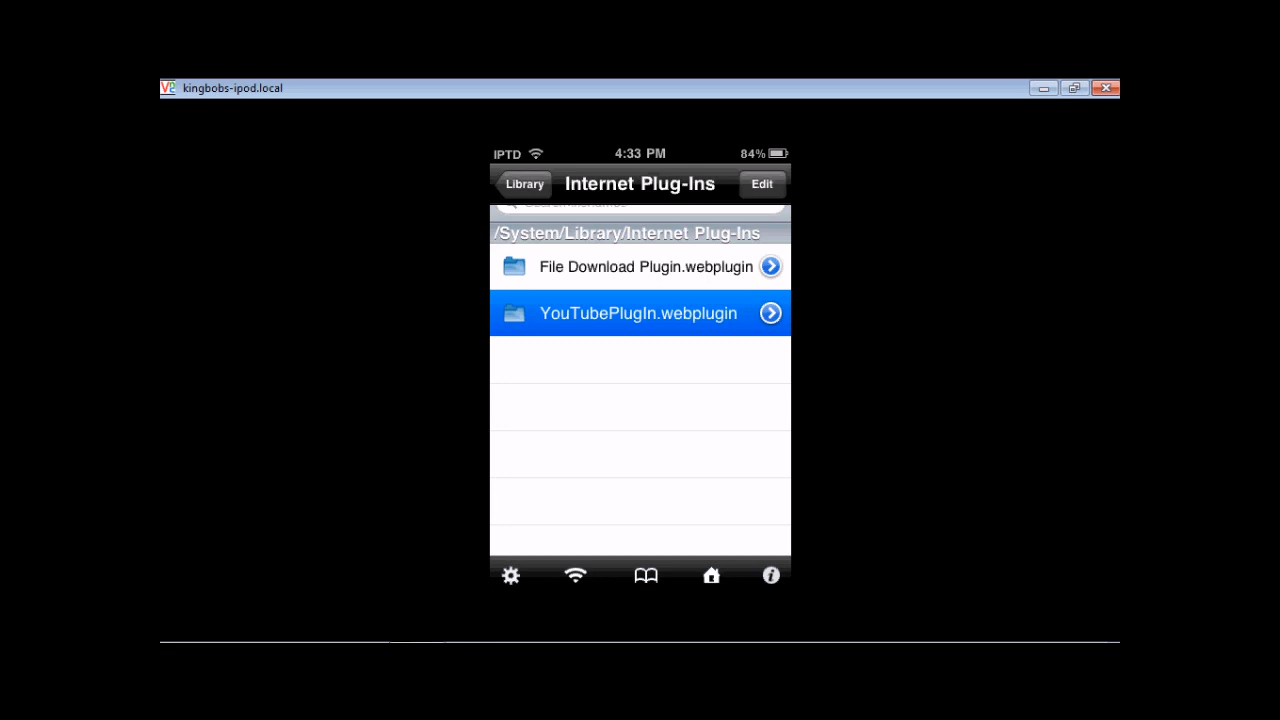 kingbobs-ipod.local
IPTD 4:33 PM 84%
Library Internet Plug-Ins Edit
/System/Library/Internet Plug-Ins
File Download Plugin.webplugin
YouTubePlugIn.webplugin